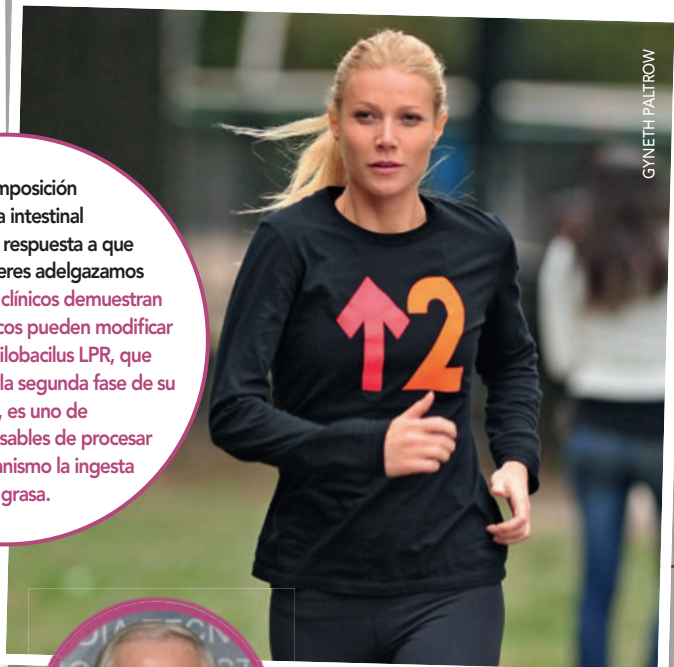 GYNETH PALTROW
mposición
a intestinal
respuesta a que
eres adelgazamos
clínicos demuestran
cos pueden modificar
ilobacilus LPR, que
la segunda fase de su
, es uno de
sables de procesar
anismo la ingesta
grasa.
↑2